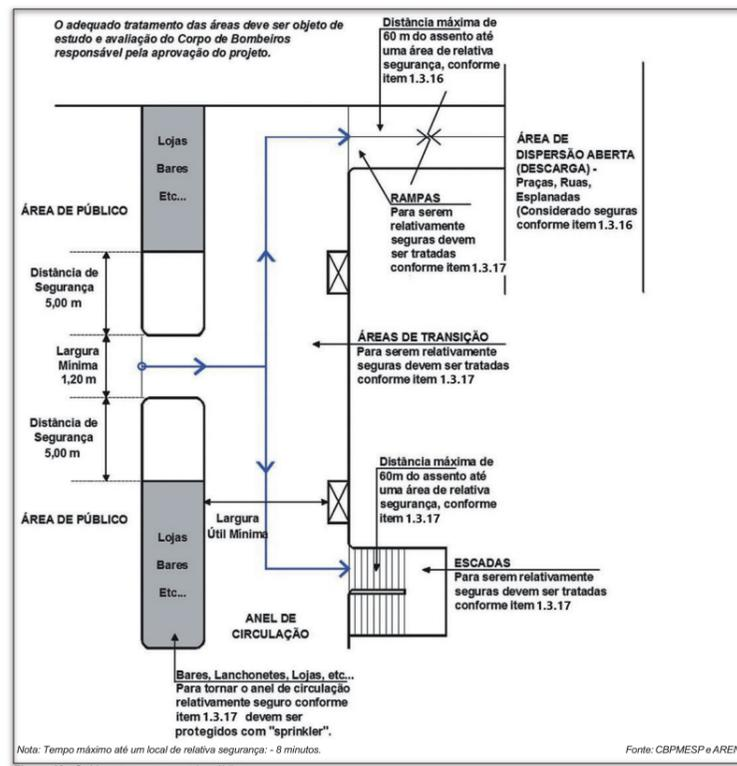 O adequado tratamento das áreas deve ser objeto de
estudo e avaliação do Corpo de Bombeiros
responsável pela aprovação do projeto.
Distância máxima de
60 m do assento até
uma área de relativa
segurança, conforme
item 1.3.16
Lojas
Bares
Etc...
ÁREA DE PÚBLICO
ÁREA DE
DISPERSÃO ABERTA
(DESCARGA) -
Praças, Ruas,
Esplanadas
(Considerado seguras
conforme item 1.3.16
RAMPAS
Para serem
relativamente
seguras devem
ser tratadas
conforme item 1.3.17
Distância de
Segurança
5,00 m
Largura
Mínima
1,20 m
ÁREAS DE TRANSIÇÃO
Para serem relativamente
seguras devem ser tratadas
conforme item 1.3.17
Distância de
Segurança
5,00 m
Distância máxima de
60m do assento até
uma área de relativa
segurança, conforme
item 1.3.17
ÁREA DE PÚBLICO
Largura
Útil Mínima
Lojas
Bares
Etc...
ESCADAS
Para serem relativamente
seguras devem ser tratadas
conforme item 1.3.17
ANEL DE
CIRCULAÇÃO
Bares, Lanchonetes, Lojas, etc...
Para tornar o anel de circulação
relativamente seguro conforme
item 1.3.17 devem ser
protegidos com "sprinkler".
Nota: Tempo máximo até um local de relativa segurança: - 8 minutos.
Fonte: CBPMESP e AREN